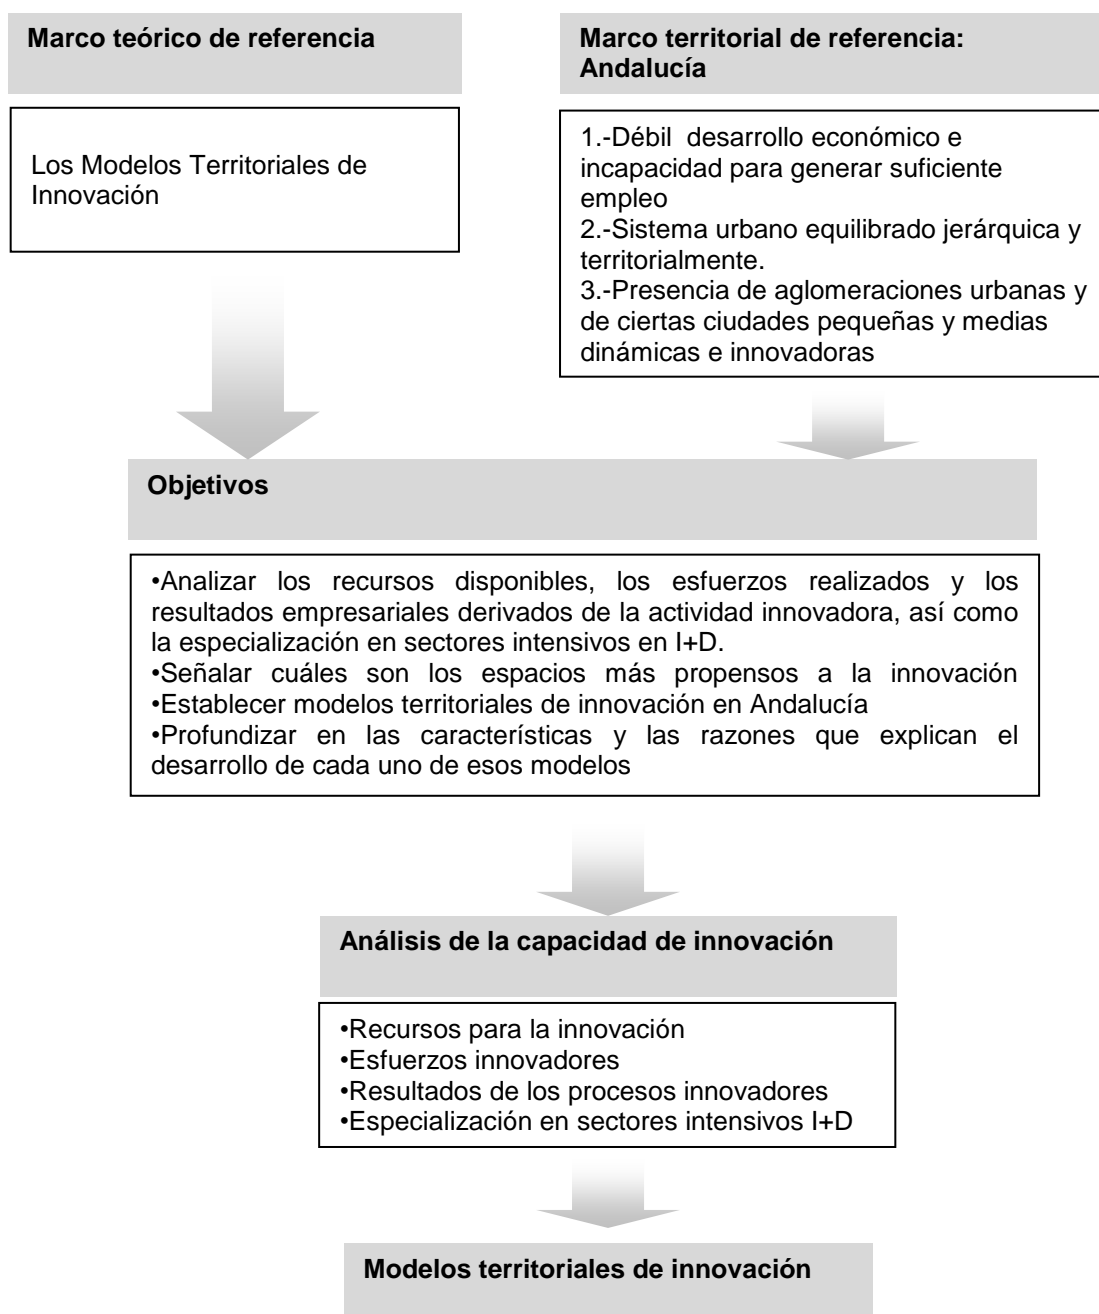 Marco teórico de referencia
Los Modelos Territoriales de
Innovación
Marco territorial de referencia:
Andalucía
1.-Débil desarrollo económico e
incapacidad para generar suficiente
empleo
2.-Sistema urbano equilibrado jerárquica y
territorialmente.
3.-Presencia de aglomeraciones urbanas y
de ciertas ciudades pequeñas y medias
dinámicas e innovadoras
Objetivos
•Analizar los recursos disponibles, los esfuerzos realizados y los
resultados empresariales derivados de la actividad innovadora, así como
la especialización en sectores intensivos en I+D.
•Señalar cuáles son los espacios más propensos a la innovación
•Establecer modelos territoriales de innovación en Andalucía
•Profundizar en las características y las razones que explican el
desarrollo de cada uno de esos modelos
Análisis de la capacidad de innovación
•Recursos para la innovación
•Esfuerzos innovadores
•Resultados de los procesos innovadores
•Especialización en sectores intensivos I+D
Modelos territoriales de innovación